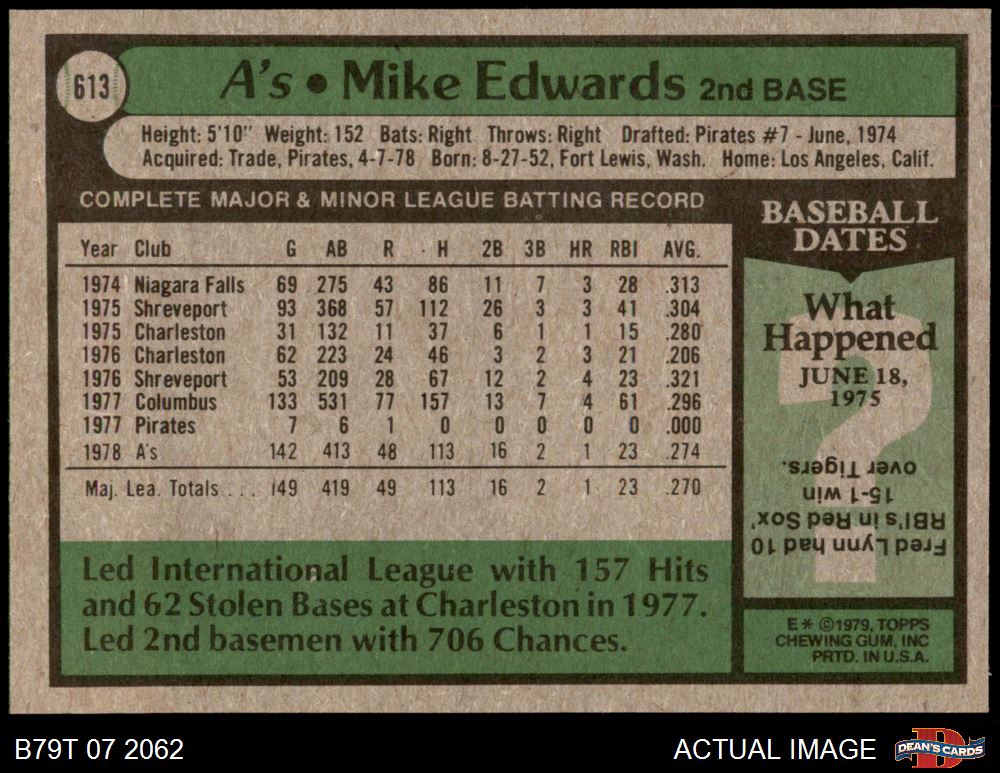 613
A's • Mike Edwards 2nd BASE
Height: 5'10" Weight: 152 Bats: Right Throws: Right Drafted: Pirates #7 - June, 1974
Acquired: Trade, Pirates, 4-7-78 Born: 8-27-52, Fort Lewis, Wash. Home: Los Angeles, Calif.
COMPLETE MAJOR & MINOR LEAGUE BATTING RECORD
Year Club G AB R H 2B 3B HR RBI AVG.
1974 Niagara Falls 69 275 43 86 11 7 3 28 .313
1975 Shreveport 93 368 57 112 26 3 3 41 .304
1975 Charleston 31 132 11 37 6 1 1 15 .280
1976 Charleston 62 223 24 46 3 2 3 21 .206
1976 Shreveport 53 209 28 67 12 2 4 23 .321
1977 Columbus 133 531 77 157 13 7 4 61 .296
1977 Pirates 7 6 1 0 0 0 0 0 .000
1978 A's 142 413 48 113 16 2 1 23 .274
Maj. Lea. Totals . . . 149 419 49 113 16 2 1 23 .270
Led International League with 157 Hits
and 62 Stolen Bases at Charleston in 1977.
Led 2nd basemen with 706 Chances.
BASEBALL
DATES
What
Happened
JUNE 18,
1975
?
Fred Lynn had 10
RBI's in Red Sox'
15-1 win
over Tigers.
E* ©1979, TOPPS
CHEWING GUM, INC
PRTD. IN U.S.A.
B79T 07 2062
ACTUAL IMAGE
D
DEAN'S CARDS